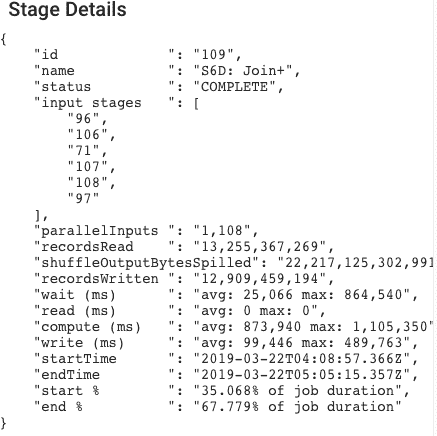 Stage Details
{
"id ": "109",
"name ": "S6D: Join+",
"status ": "COMPLETE",
"input stages ": [
"96",
"106",
"71",
"107",
"108",
"97"
],
"parallelInputs ": "1,108",
"recordsRead ": "13,255,367,269",
"shuffleOutputBytesSpilled": "22,217,125,302,991
"recordsWritten ": "12,909,459,194",
"wait (ms) ": "avg: 25,066 max: 864,540",
"read (ms) ": "avg: 0 max: 0",
"compute (ms) ": "avg: 873,940 max: 1,105,350"
"write (ms) ": "avg: 99,446 max: 489,763",
"startTime ": "2019-03-22T04:08:57.366Z",
"endTime ": "2019-03-22T05:05:15.357Z",
"start % ": "35.068% of job duration",
"end % ": "67.779% of job duration"
}